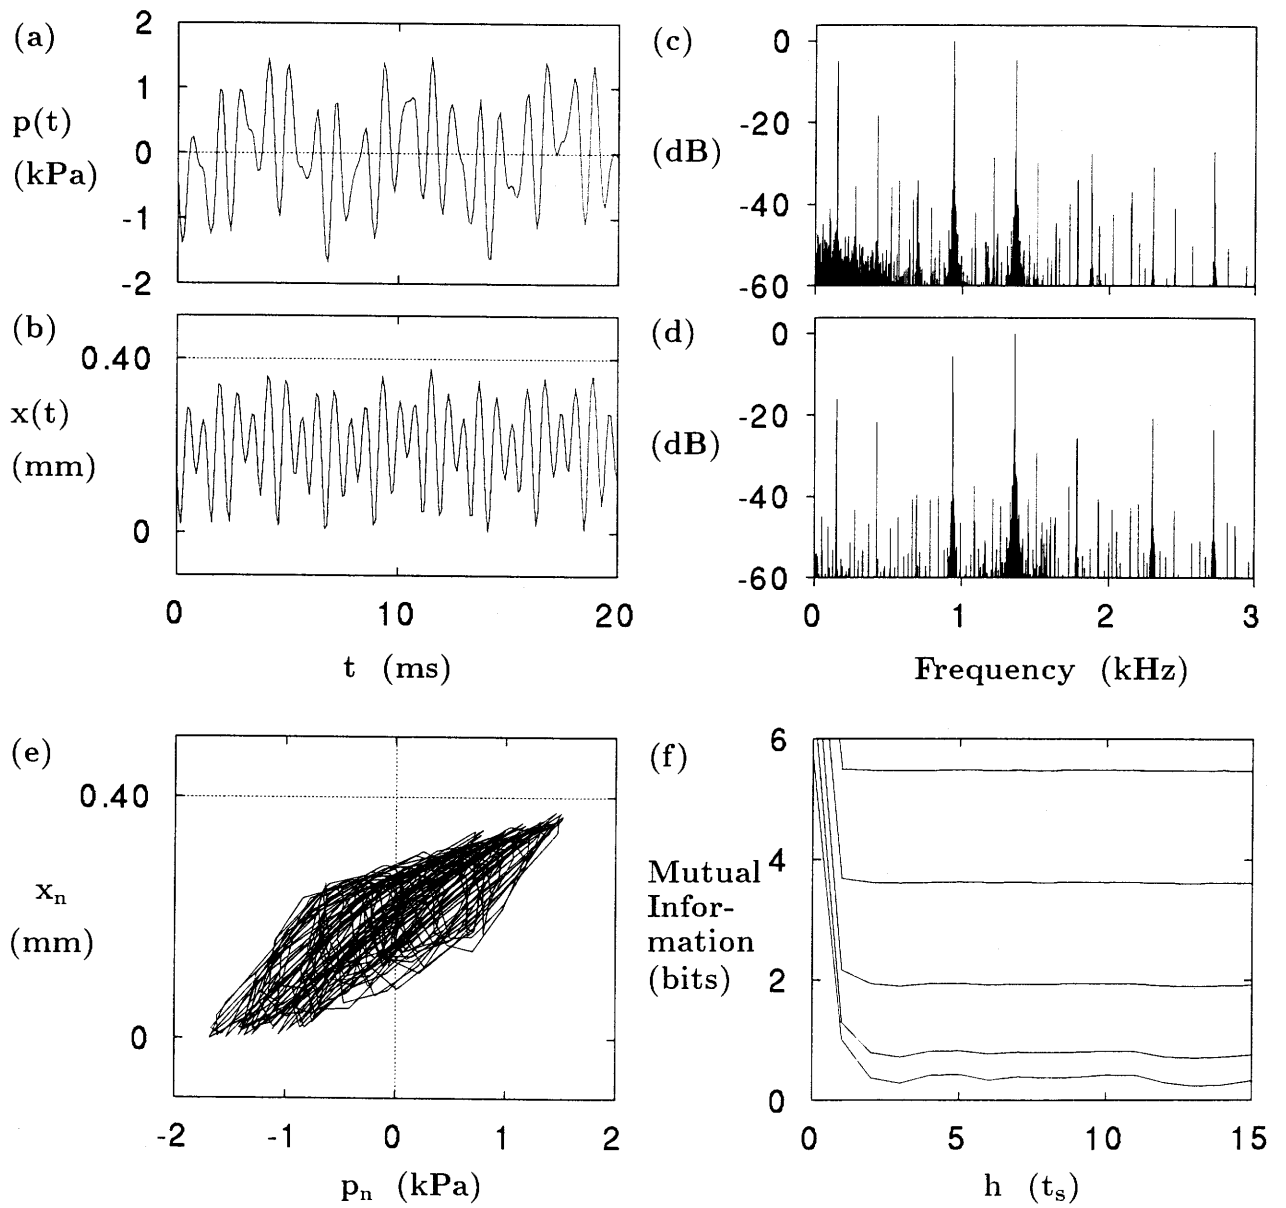 (a)
2
1
0
-1
-2
p(t)
(kPa)
(b)
0.40
0
x(t)
(mm)
0
10
20
t (ms)
(c)
0
-20
-40
-60
(dB)
(d)
0
-20
-40
-60
(dB)
0
1
2
3
Frequency (kHz)
(e)
0.40
0
xn
(mm)
-2
-1
0
1
2
pn (kPa)
(f)
6
4
2
0
Mutual
Infor-
mation
(bits)
0
5
10
15
h (ts)